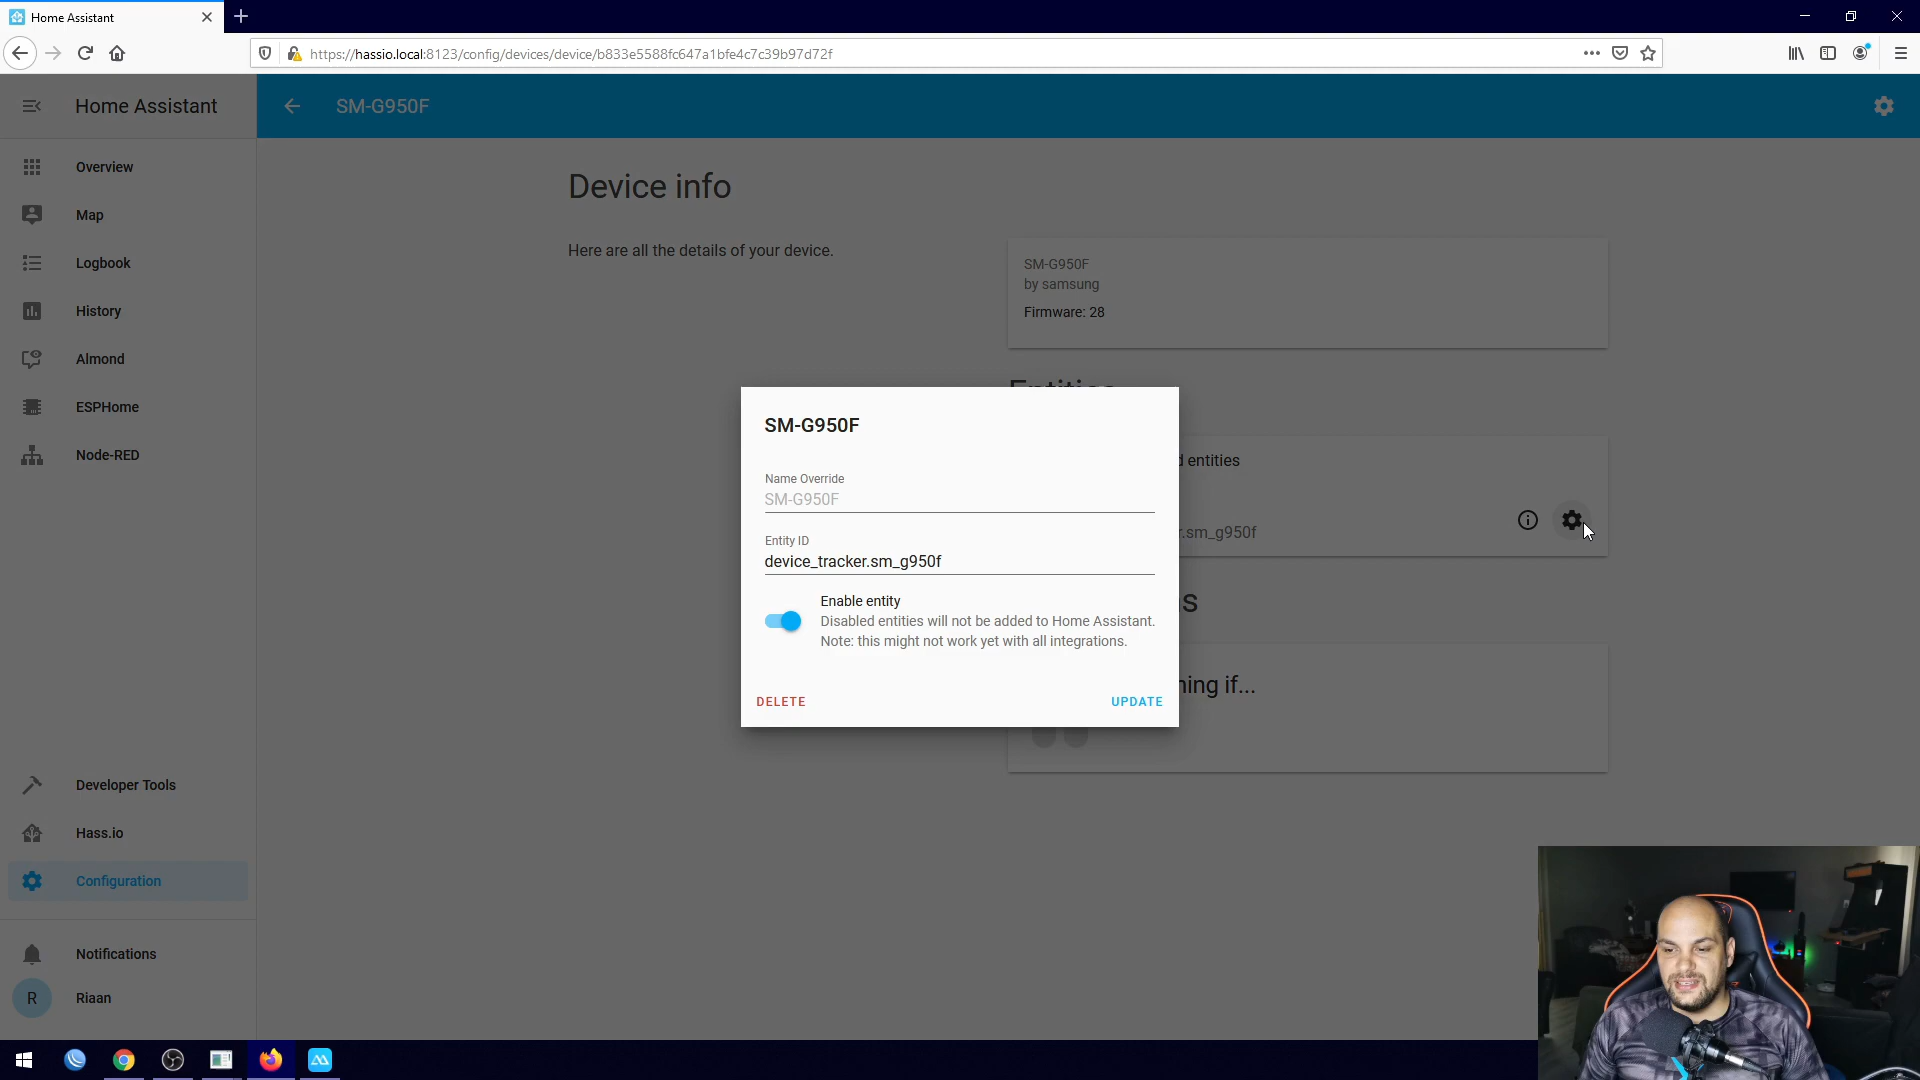 Home Assistant
https://hassio.local:8123/config/devices/device/b833e5588fc647a1bfe4c7c39b97d72f
Home Assistant
SM-G950F
Overview
Map
Logbook
History
Almond
ESPHome
Node-RED
Developer Tools
Hass.io
Configuration
Notifications
R
Riaan
Device info
Here are all the details of your device.
SM-G950F
by samsung
Firmware: 28
Entities
d entities
r.sm_g950f
s
ning if...
SM-G950F
Name Override
SM-G950F
Entity ID
device_tracker.sm_g950f
Enable entity
Disabled entities will not be added to Home Assistant.
Note: this might not work yet with all integrations.
DELETE
UPDATE